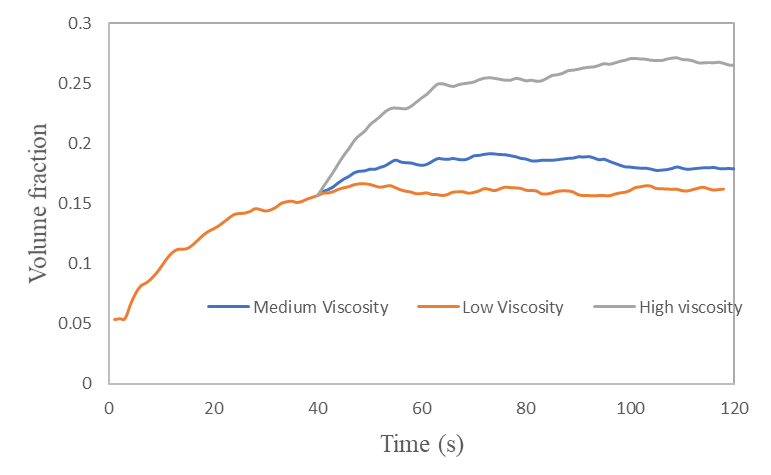 0.3
0.25
0.2
0.15
0.1
0.05
0
Volume fraction
Medium Viscosity Low Viscosity High viscosity
0 20 40 60 80 100 120
Time (s)